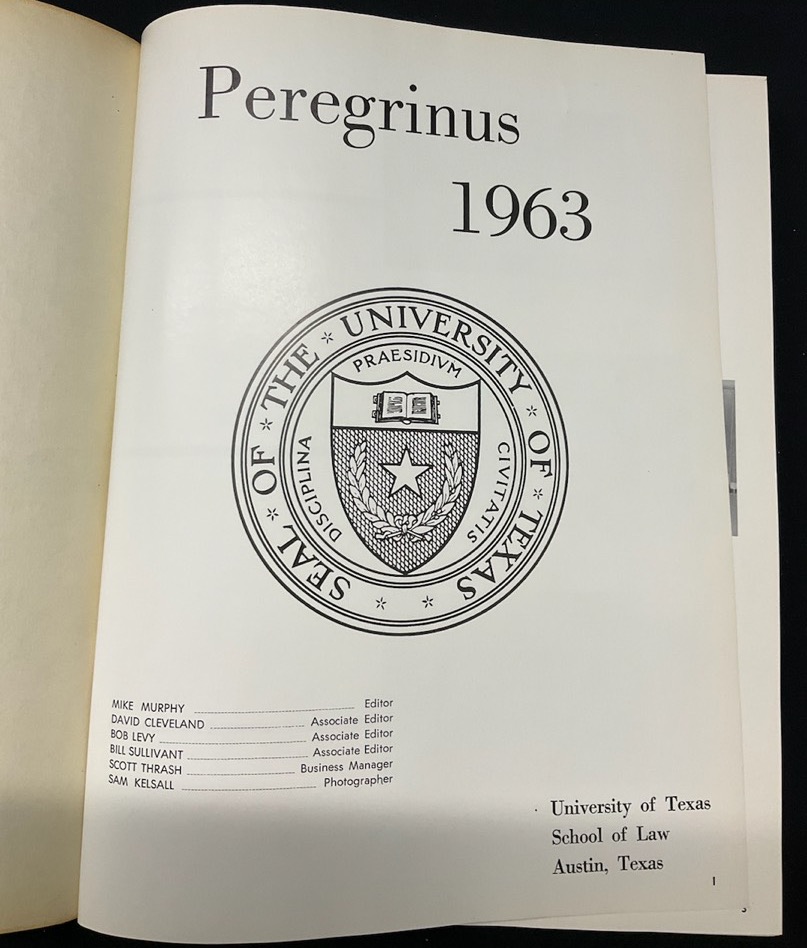 Peregrinus
1963
SEAL * OF * THE * UNIVERSITY * OF * TEXAS * *
PRAESIDIVM
DISCIPLINA
CIVITATIS
MIKE MURPHY Editor
DAVID CLEVELAND Associate Editor
BOB LEVY Associate Editor
BILL SULLIVANT Associate Editor
SCOTT THRASH Business Manager
SAM KELSALL Photographer
University of Texas
School of Law
Austin, Texas
1
3